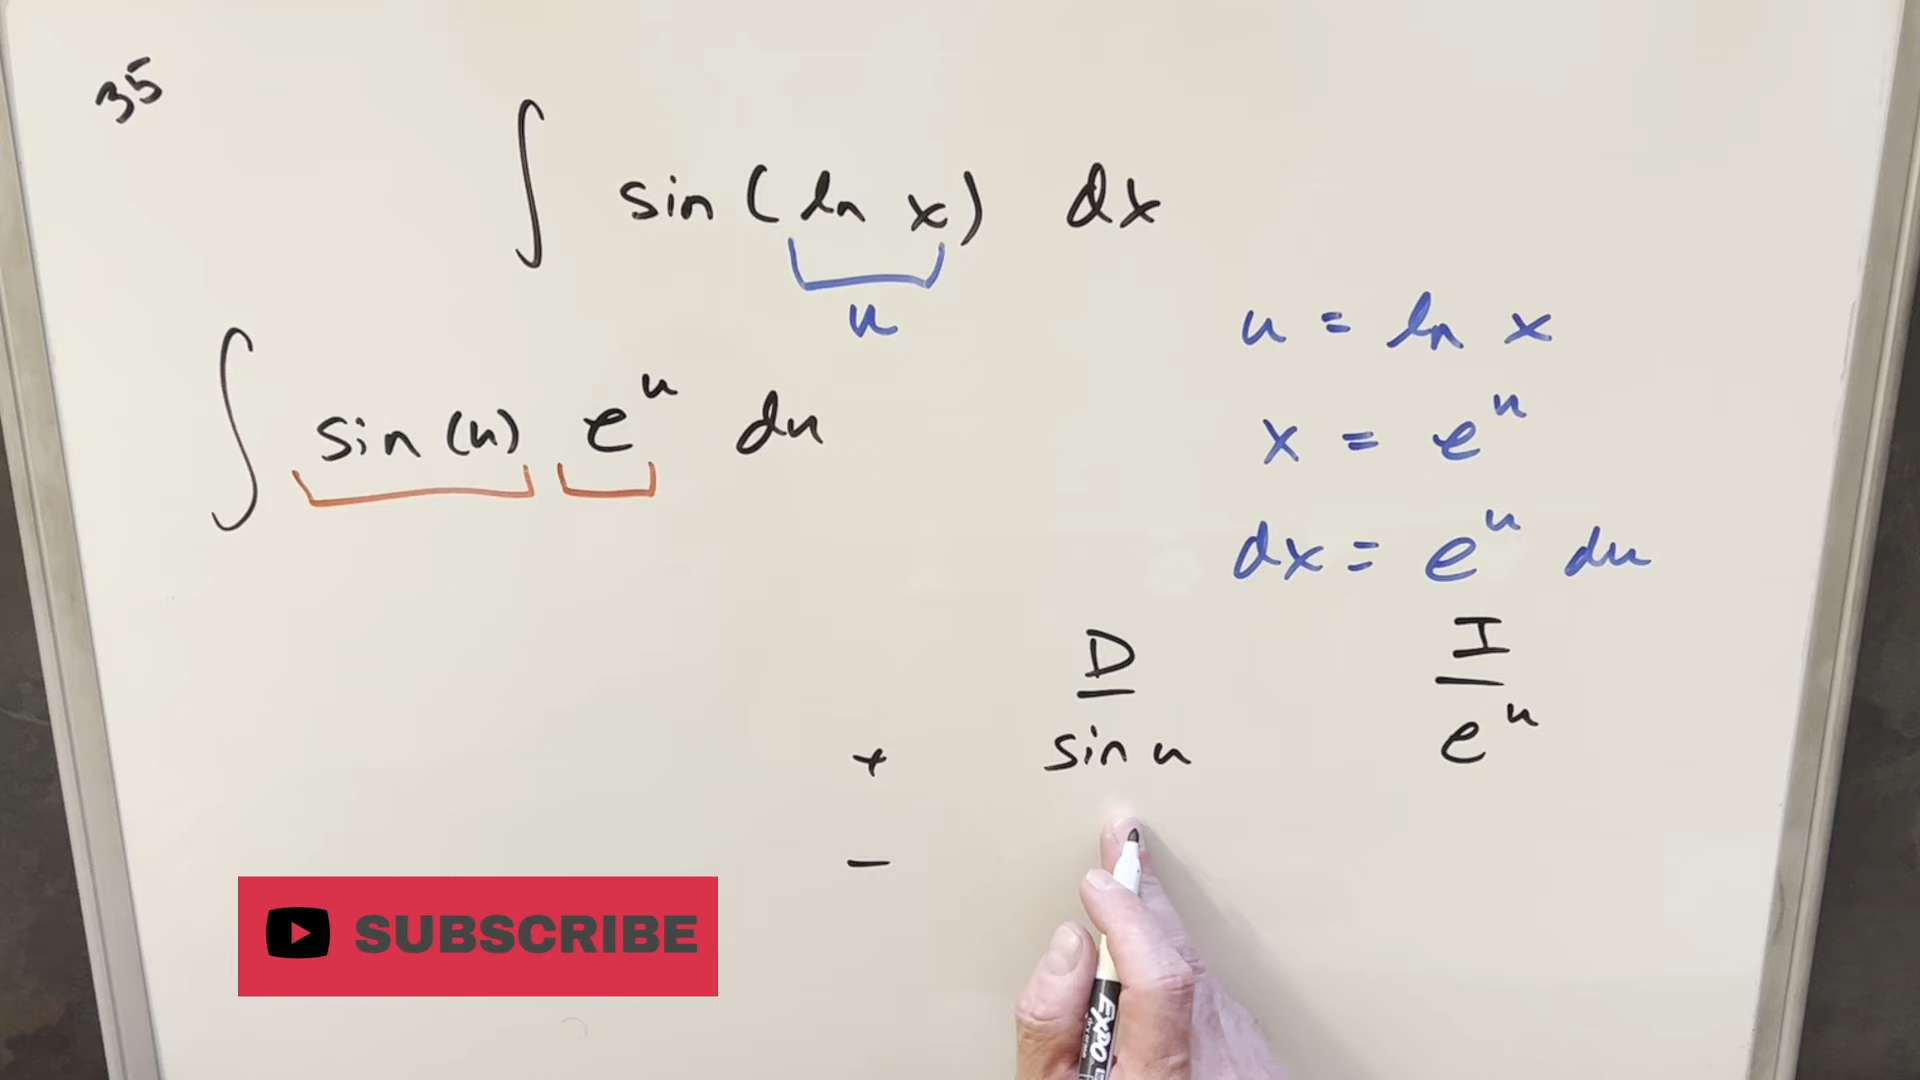 35
∫ sin (ln x) dx
u
u = ln x
∫ sin (u) e^u du
x = e^u
dx = e^u du
D I
+ sin u e^u
−
SUBSCRIBE
EXPO